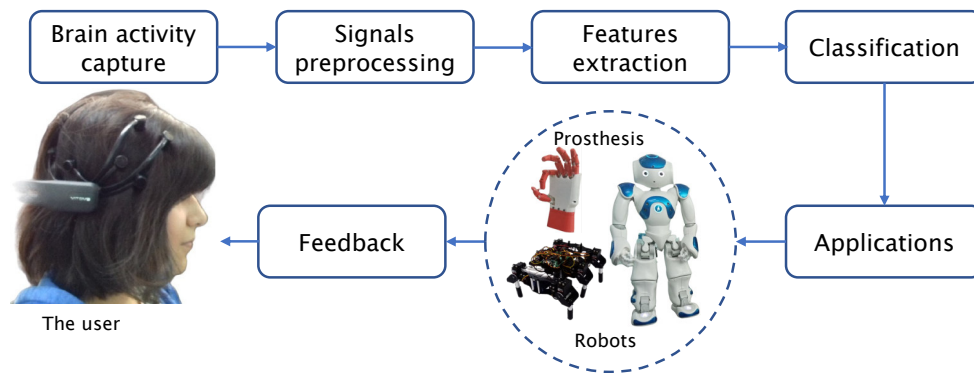 Brain activity
capture
Signals
preprocessing
Features
extraction
Classification
Prosthesis
Applications
Feedback
The user
Robots